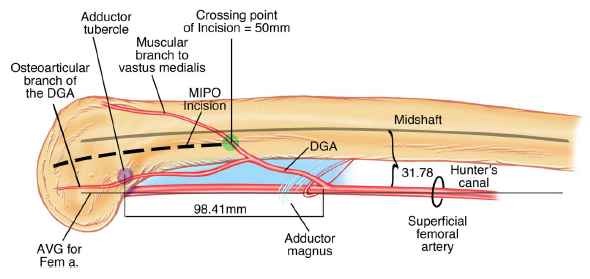 Adductor
tubercle
Crossing point
of Incision = 50mm
Muscular
branch to
vastus medialis
Osteoarticular
branch of
the DGA
MIPO
Incision
Midshaft
DGA
31.78
Hunter's
canal
98.41mm
Superficial
femoral
artery
Adductor
magnus
AVG for
Fem a.